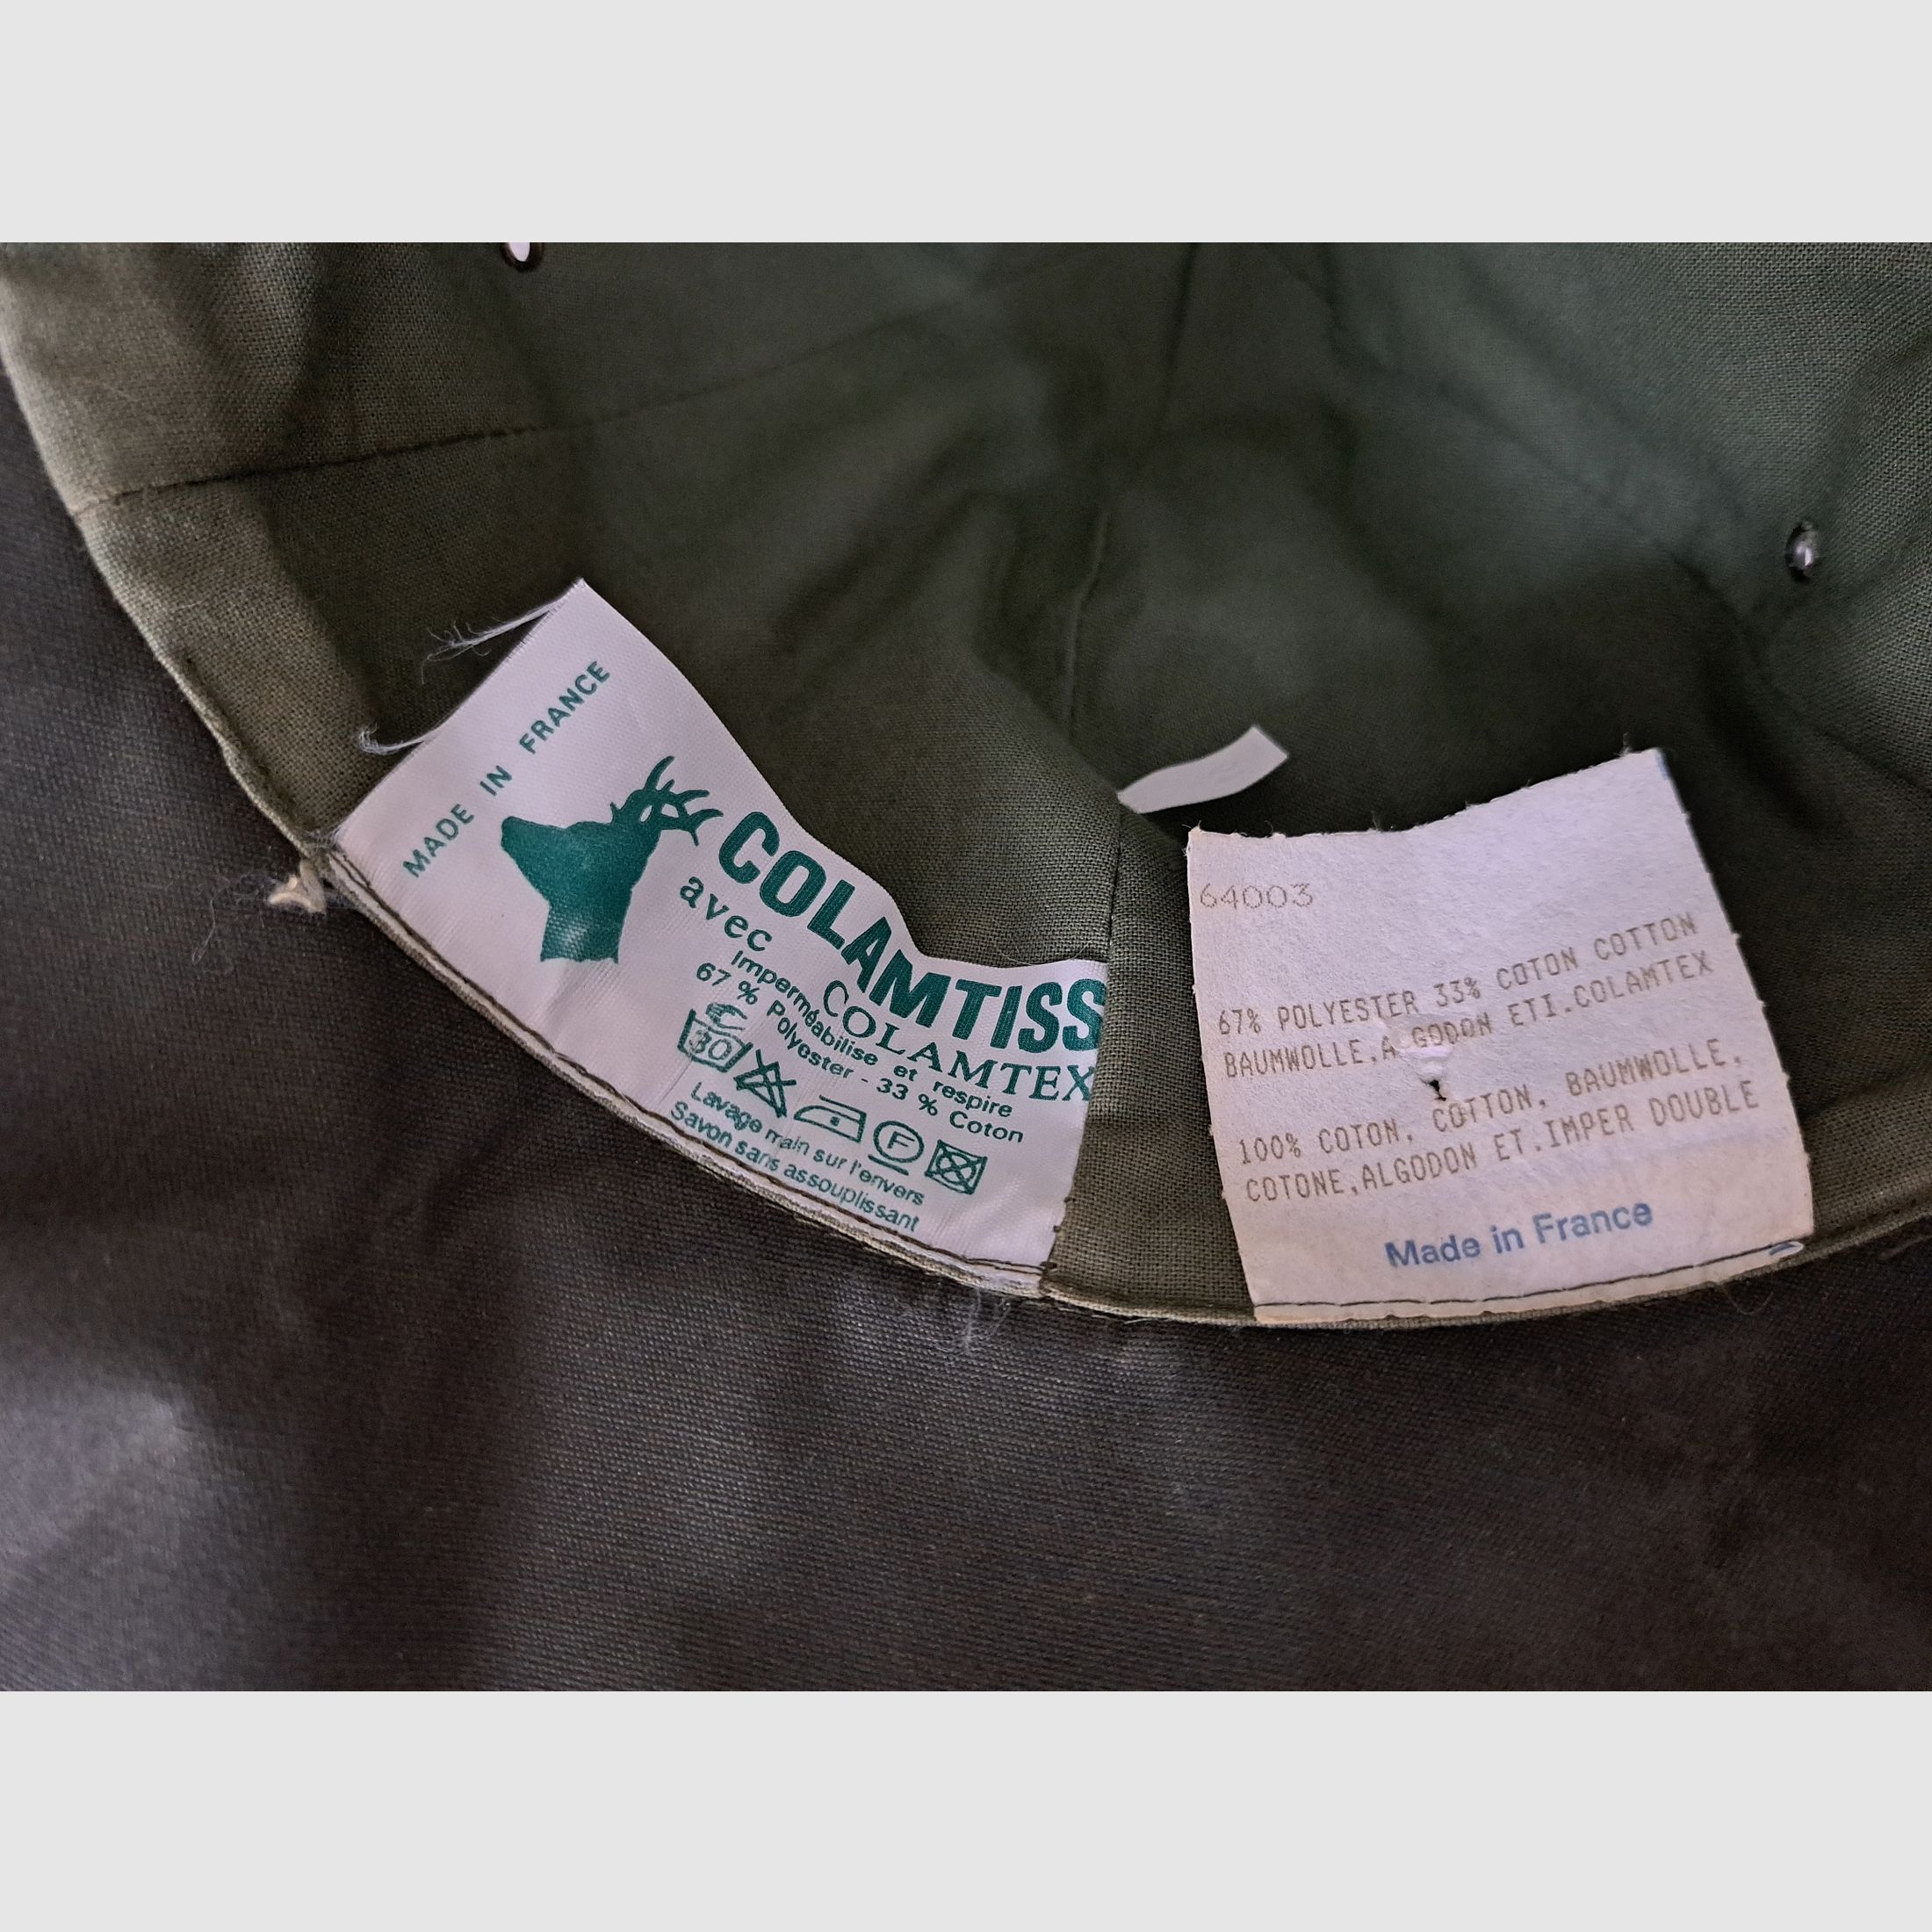 MADE IN FRANCE
COLAMTISS
avec COLAMTEX
Imperméabilise et respire
67 % Polyester - 33 % Coton
30
F
Lavage main sur l'envers
Savon sans assouplissant
64003
67% POLYESTER 33% COTON COTTON
BAUMWOLLE,A GODON ETI.COLAMTEX
100% COTON, COTTON, BAUMWOLLE,
COTONE,ALGODON ET.IMPER DOUBLE
Made in France